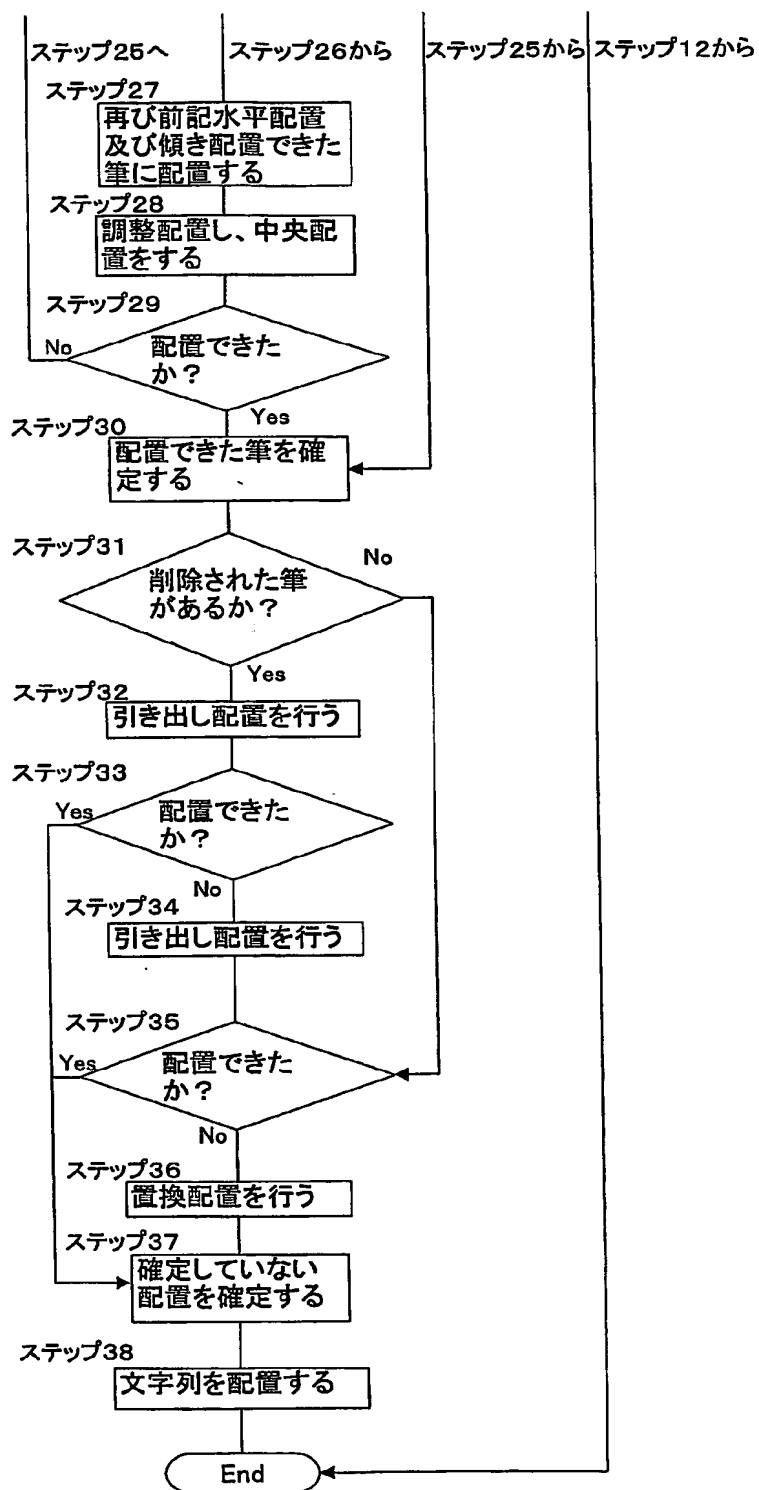 ステップ25へ
ステップ26から
ステップ25から
ステップ12から
ステップ27
再び前記水平配置
及び傾き配置できた
筆に配置する
ステップ28
調整配置し、中央配
置をする
ステップ29
配置できた
か？
No
Yes
ステップ30
配置できた筆を確
定する
ステップ31
削除された筆
があるか？
No
Yes
ステップ32
引き出し配置を行う
ステップ33
配置できた
か？
Yes
No
ステップ34
引き出し配置を行う
ステップ35
配置できた
か？
Yes
No
ステップ36
置換配置を行う
ステップ37
確定していない
配置を確定する
ステップ38
文字列を配置する
End